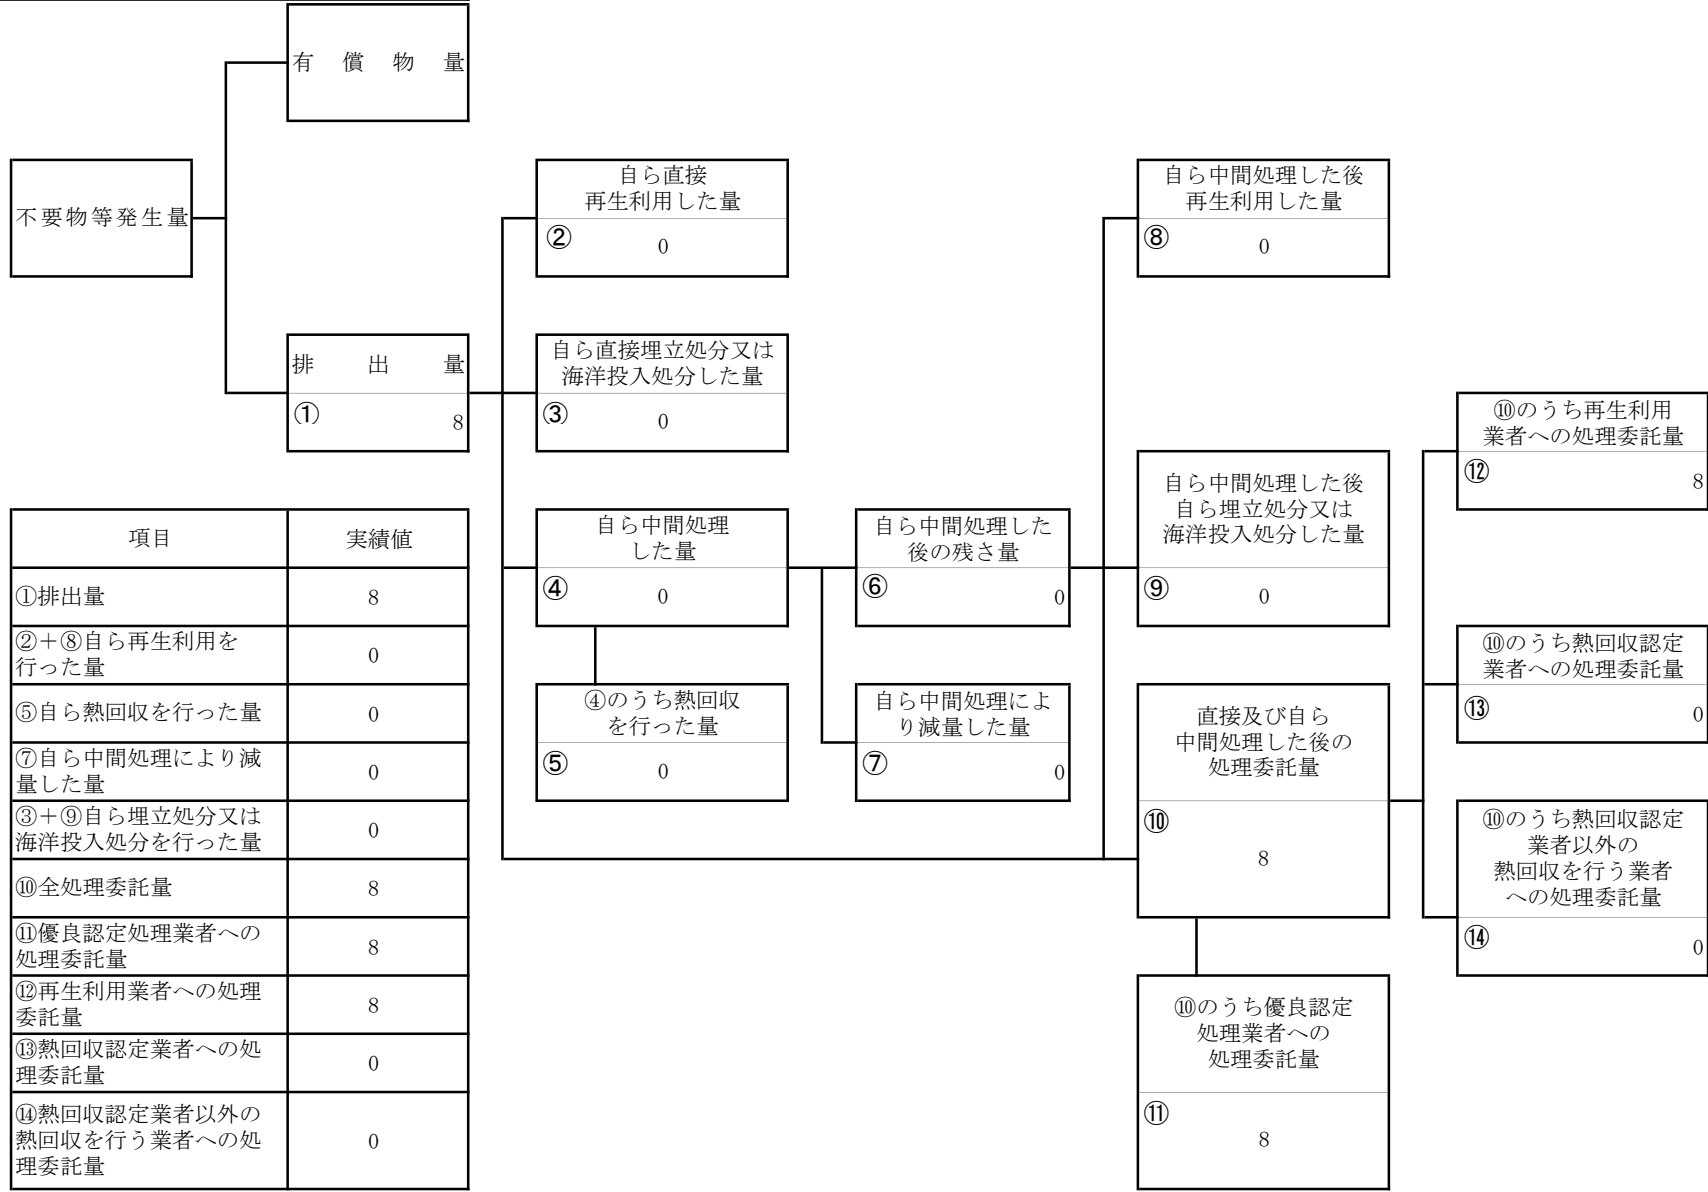 有償物量
不要物等発生量
排出量
①
8
自ら直接
再生利用した量
②
0
自ら直接埋立処分又は
海洋投入処分した量
③
0
自ら中間処理
した量
④
0
④のうち熱回収
を行った量
⑤
0
自ら中間処理した
後の残さ量
⑥
0
自ら中間処理によ
り減量した量
⑦
0
自ら中間処理した後
再生利用した量
⑧
0
自ら中間処理した後
自ら埋立処分又は
海洋投入処分した量
⑨
0
直接及び自ら
中間処理した後の
処理委託量
⑩
8
⑩のうち優良認定
処理業者への
処理委託量
⑪
8
⑩のうち再生利用
業者への処理委託量
⑫
8
⑩のうち熱回収認定
業者への処理委託量
⑬
0
⑩のうち熱回収認定
業者以外の
熱回収を行う業者
への処理委託量
⑭
0
項目 実績値
①排出量 8
②＋⑧自ら再生利用を
行った量
0
⑤自ら熱回収を行った量 0
⑦自ら中間処理により減
量した量
0
③＋⑨自ら埋立処分又は
海洋投入処分を行った量
0
⑩全処理委託量 8
⑪優良認定処理業者への
処理委託量
8
⑫再生利用業者への処理
委託量
8
⑬熱回収認定業者への処
理委託量
0
⑭熱回収認定業者以外の
熱回収を行う業者への処
理委託量
0